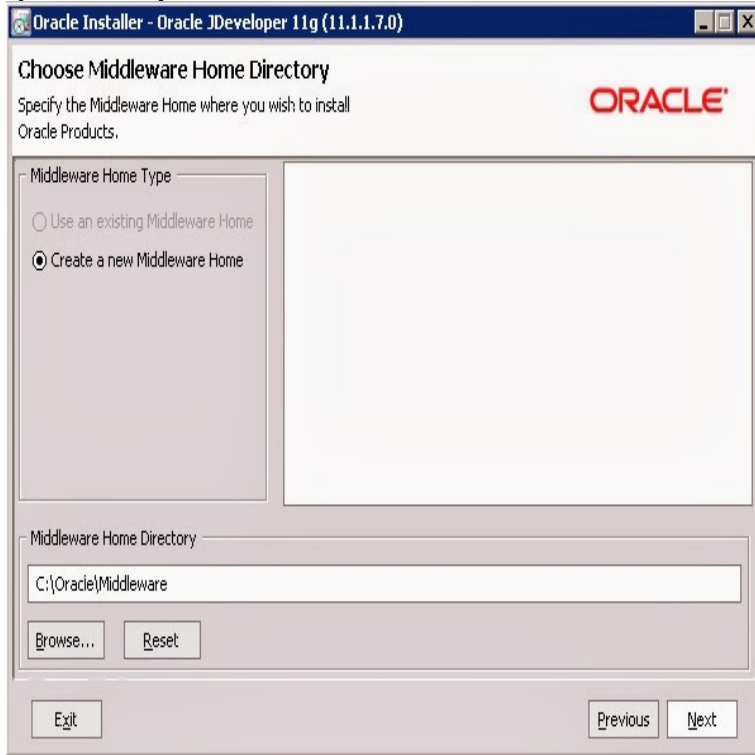 Oracle Installer - Oracle JDeveloper 11g (11.1.1.7.0)
Choose Middleware Home Directory
Specify the Middleware Home where you wish to install
Oracle Products.
ORACLE
Middleware Home Type
Use an existing Middleware Home
Create a new Middleware Home
Middleware Home Directory
C:\Oracle\Middleware
Browse... Reset
Exit Previous Next